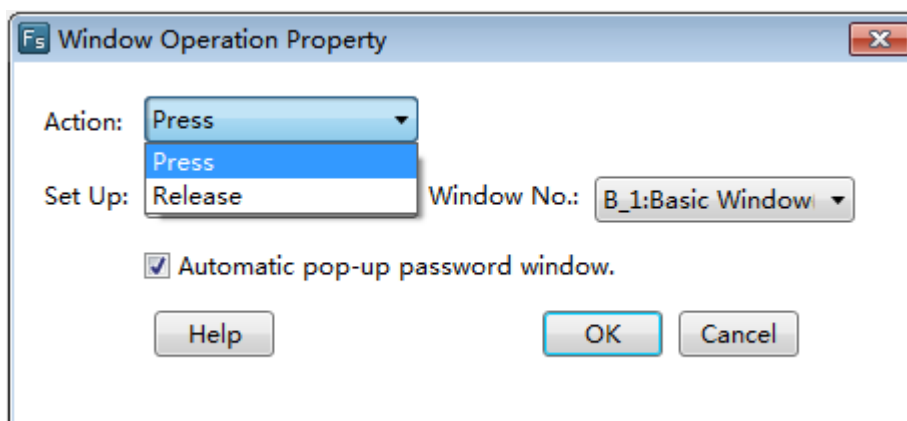 Fs Window Operation Property
Action: Press
Press
Set Up: Release Window No.: B_1:Basic Window
Automatic pop-up password window.
Help OK Cancel